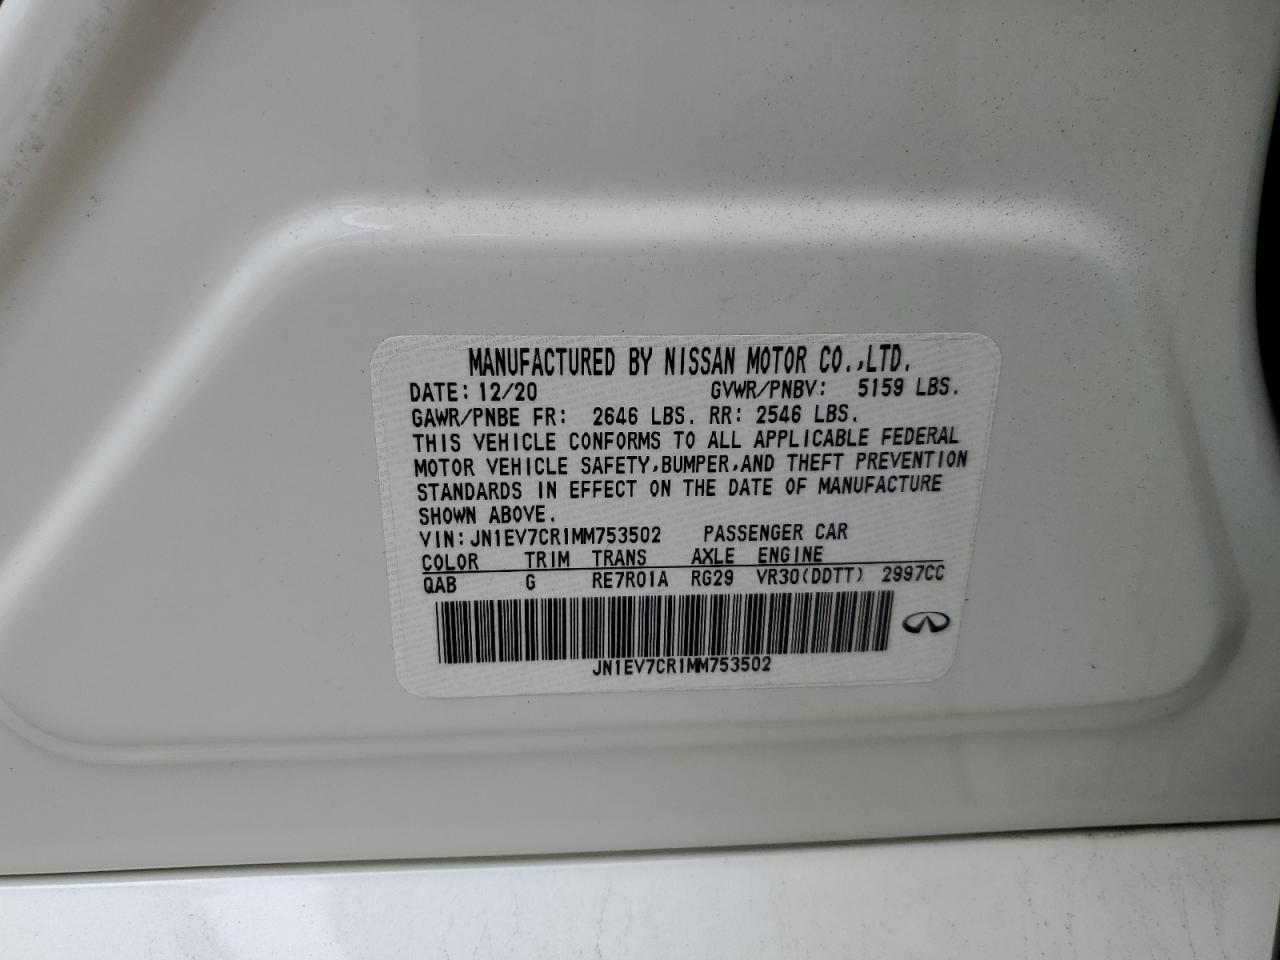 MANUFACTURED BY NISSAN MOTOR CO.,LTD.
DATE: 12/20 GVWR/PNBV: 5159 LBS.
GAWR/PNBE FR: 2646 LBS. RR: 2546 LBS.
THIS VEHICLE CONFORMS TO ALL APPLICABLE FEDERAL
MOTOR VEHICLE SAFETY,BUMPER,AND THEFT PREVENTION
STANDARDS IN EFFECT ON THE DATE OF MANUFACTURE
SHOWN ABOVE.
VIN:JN1EV7CR1MM753502 PASSENGER CAR
COLOR TRIM TRANS AXLE ENGINE
QAB G RE7R01A RG29 VR30(DDTT) 2997CC
JN1EV7CR1MM753502